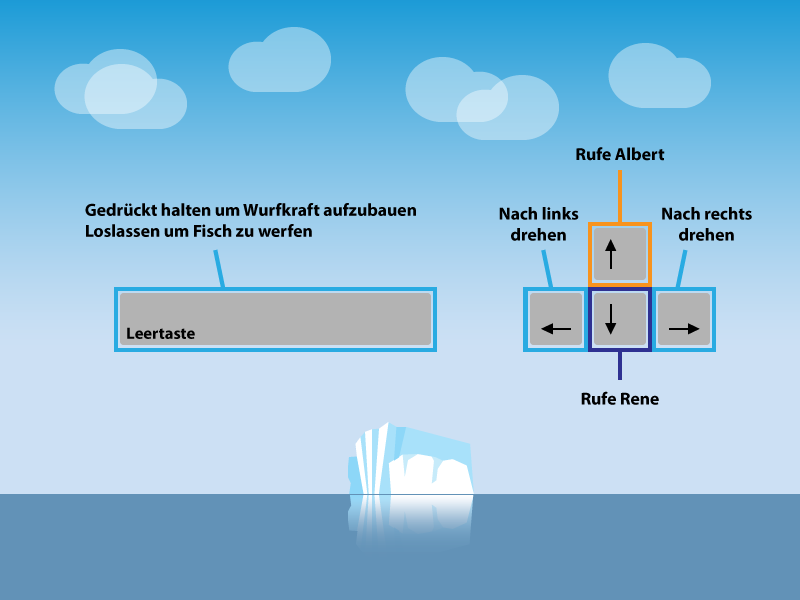 Rufe Albert
Gedrückt halten um Wurfkraft aufzubauen
Loslassen um Fisch zu werfen
Nach links
drehen
Nach rechts
drehen
Leertaste
Rufe Rene